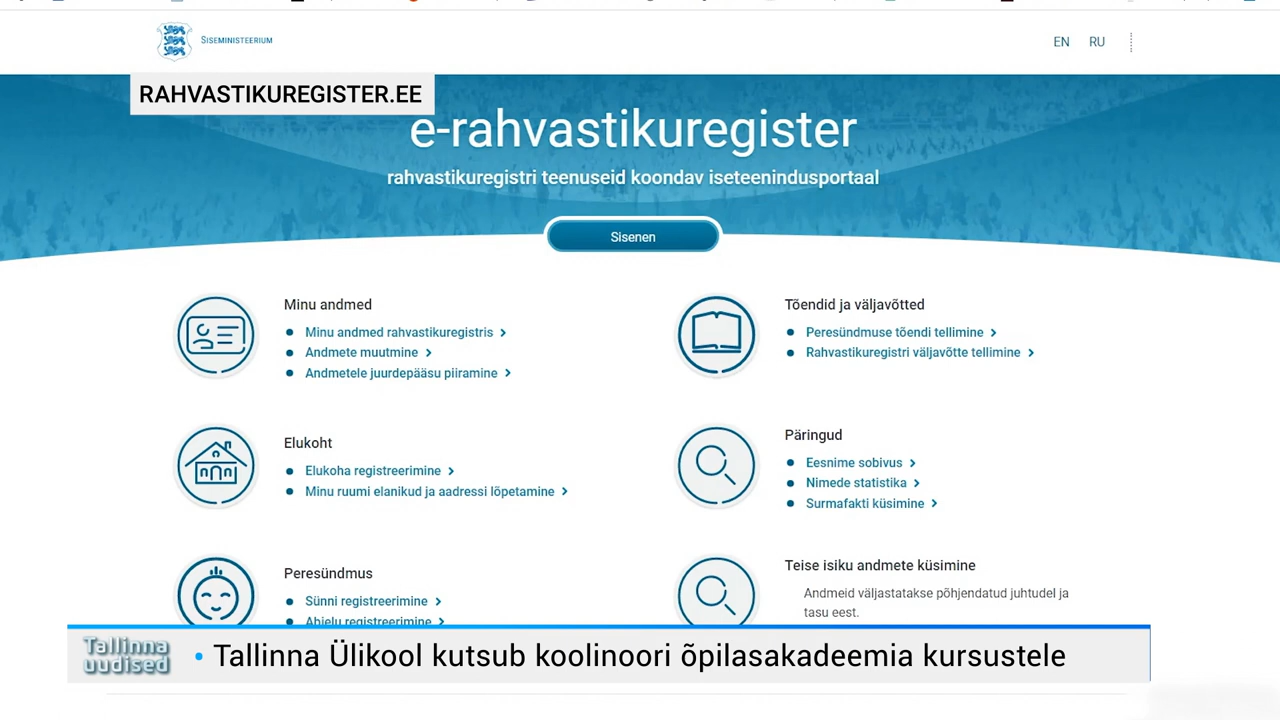 SISEMINISTEERIUM
EN RU
RAHVASTIKUREGISTER.EE
e-rahvastikuregister
rahvastikuregistri teenuseid koondav iseteenindusportaal
Sisenen
Minu andmed
Minu andmed rahvastikuregistris
Andmete muutmine
Andmetele juurdepääsu piiramine
Tõendid ja väljavõtted
Peresündmuse tõendi tellimine
Rahvastikuregistri väljavõtte tellimine
Elukoht
Elukoha registreerimine
Minu ruumi elanikud ja aadressi lõpetamine
Päringud
Eesnime sobivus
Nimede statistika
Surmafakti küsimine
Peresündmus
Sünni registreerimine
Abielu registreerimine
Teise isiku andmete küsimine
Andmeid väljastatakse põhjendatud juhtudel ja
tasu eest.
Tallinna
uudised
• Tallinna Ülikool kutsub koolinoori õpilasakadeemia kursustele